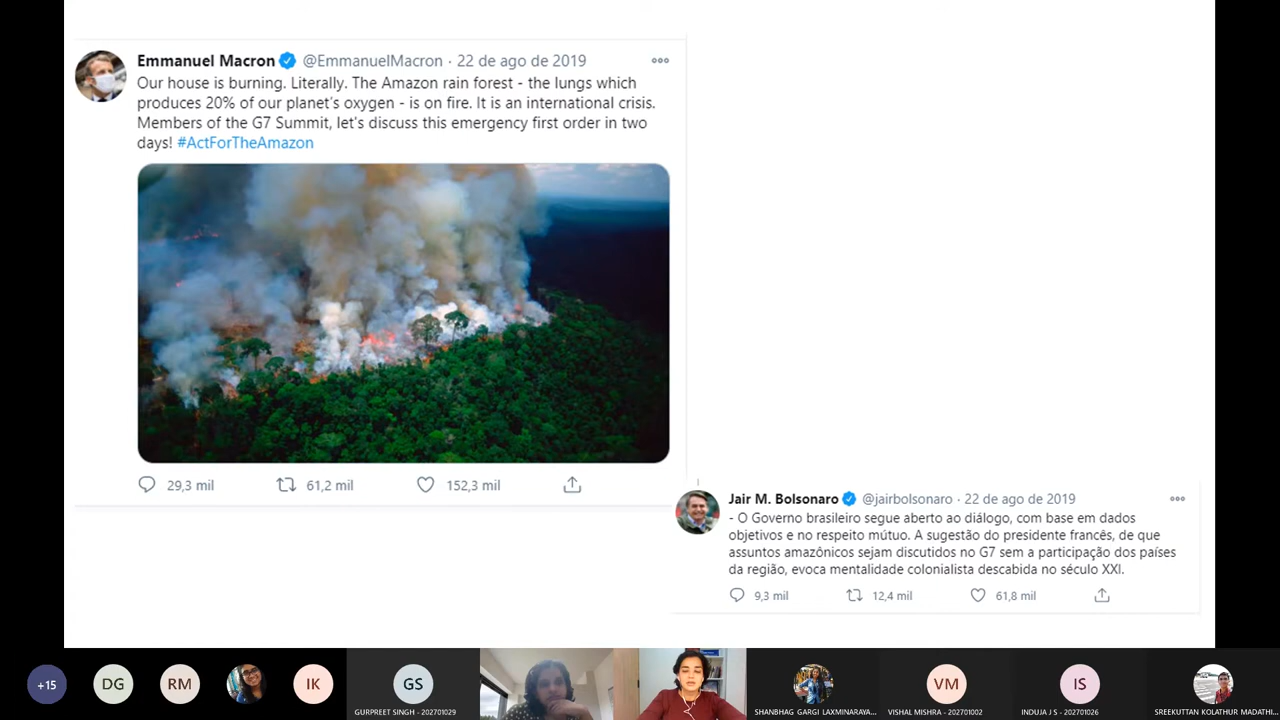 Emmanuel Macron @EmmanuelMacron · 22 de ago de 2019
Our house is burning. Literally. The Amazon rain forest - the lungs which
produces 20% of our planet's oxygen - is on fire. It is an international crisis.
Members of the G7 Summit, let's discuss this emergency first order in two
days! #ActForTheAmazon
29,3 mil 61,2 mil 152,3 mil
Jair M. Bolsonaro @jairbolsonaro · 22 de ago de 2019
- O Governo brasileiro segue aberto ao diálogo, com base em dados
objetivos e no respeito mútuo. A sugestão do presidente francês, de que
assuntos amazônicos sejam discutidos no G7 sem a participação dos países
da região, evoca mentalidade colonialista descabida no século XXI.
9,3 mil 12,4 mil 61,8 mil
+15 DG RM IK GS VM IS
GURPREET SINGH - 202701029 SHANBHAG GARGI LAXMINARAYA... VISHAL MISHRA - 202701002 INDUJA J S - 202701026 SREEKUTTAN KOLATHUR MADATHI...